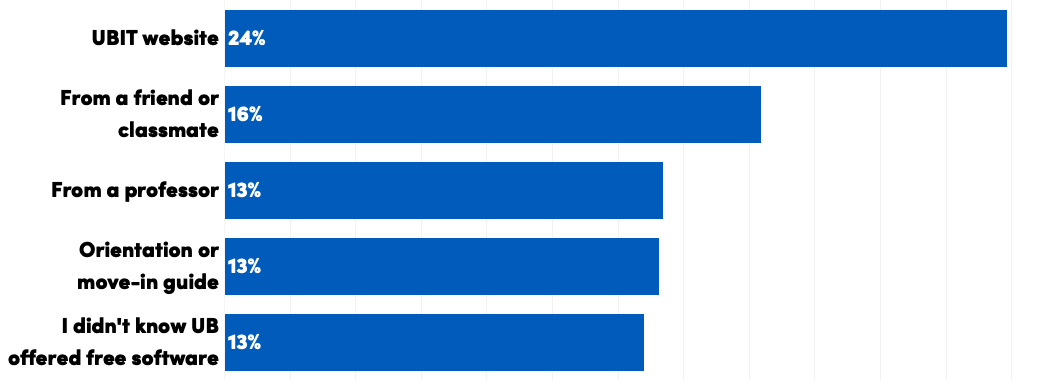 UBIT website 24%
From a friend or
classmate
16%
From a professor 13%
Orientation or
move-in guide
13%
I didn't know UB
offered free software
13%